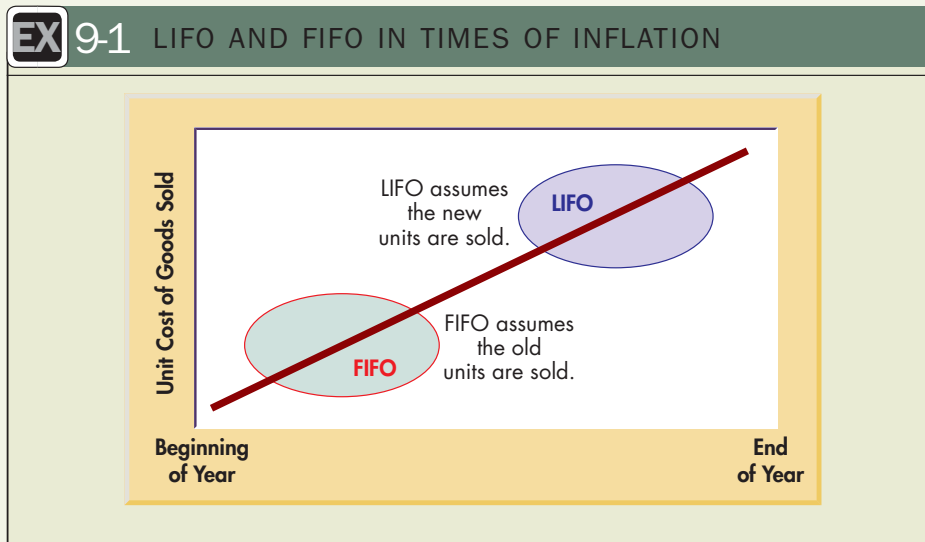 EX 9-1 LIFO AND FIFO IN TIMES OF INFLATION
Unit Cost of Goods Sold
LIFO assumes
the new
units are sold.
LIFO
FIFO
FIFO assumes
the old
units are sold.
Beginning
of Year
End
of Year